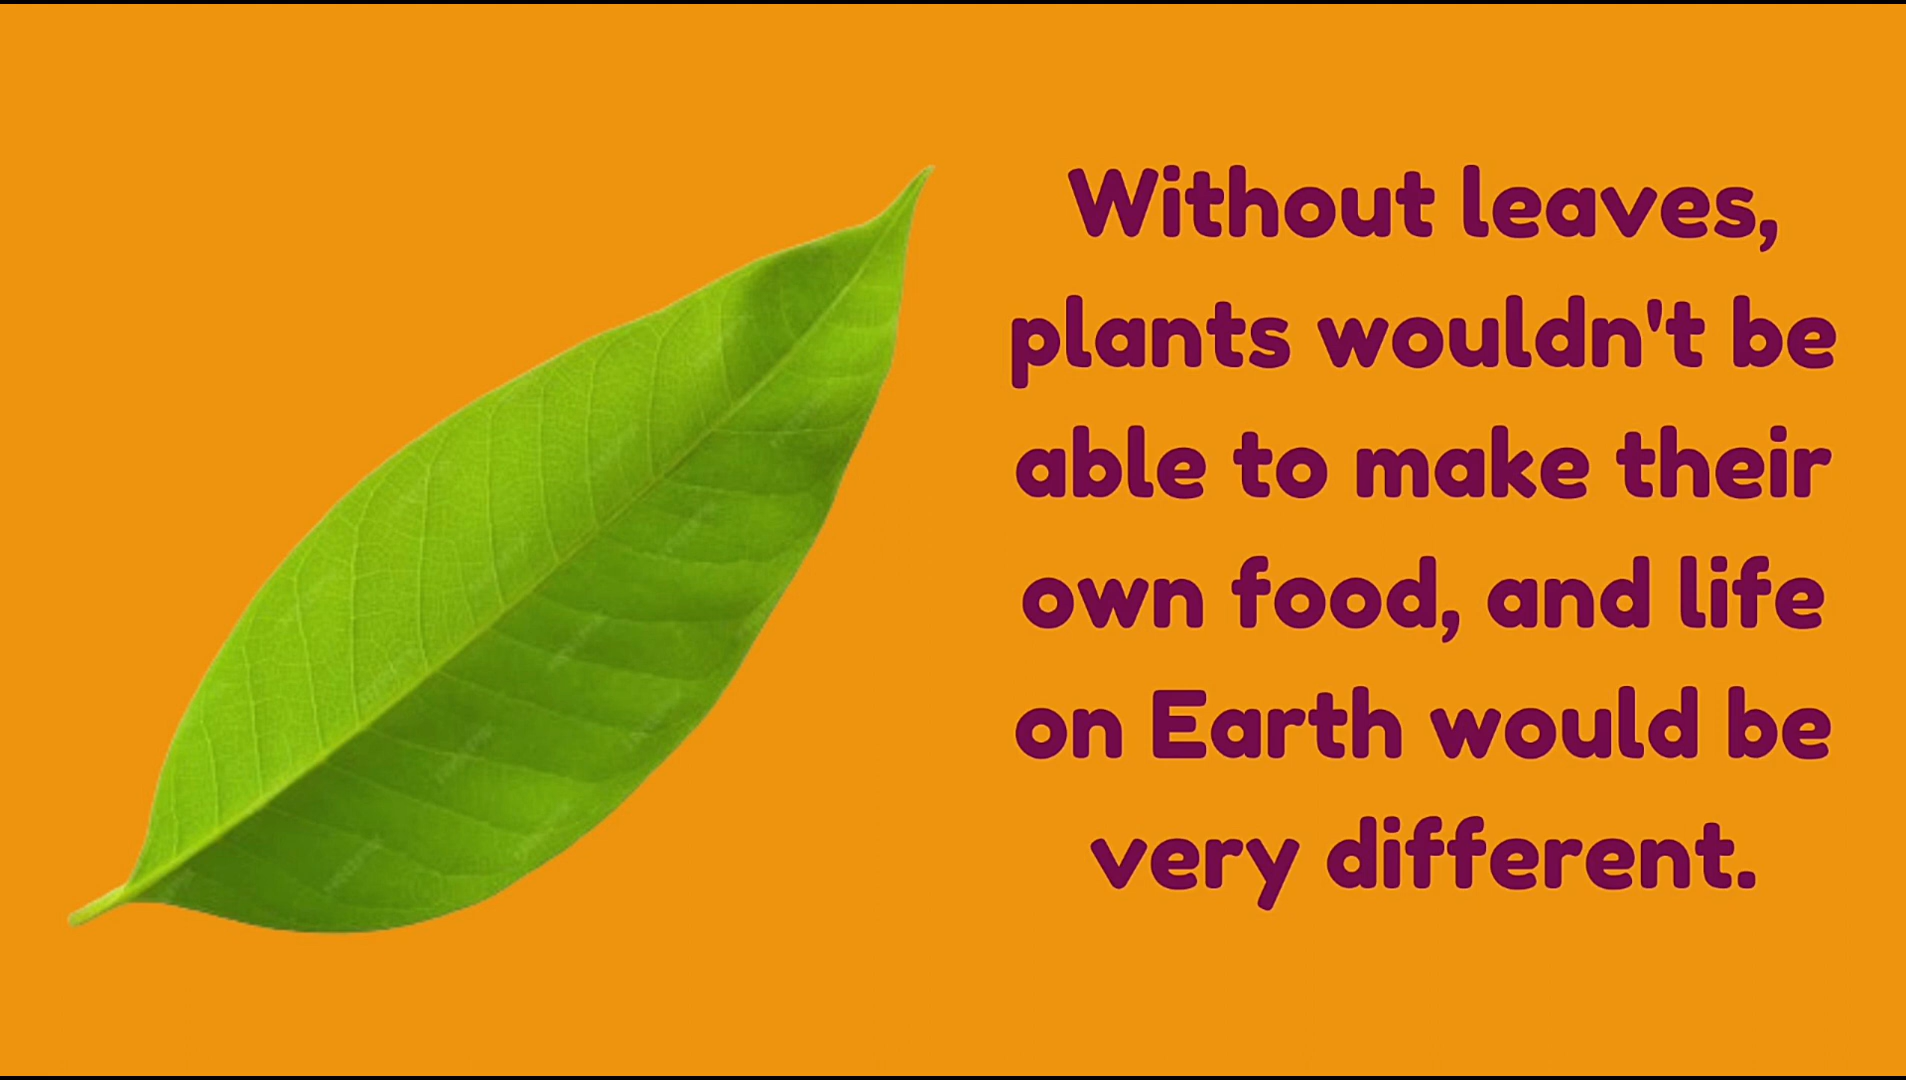 Without leaves,
plants wouldn't be
able to make their
own food, and life
on Earth would be
very different.